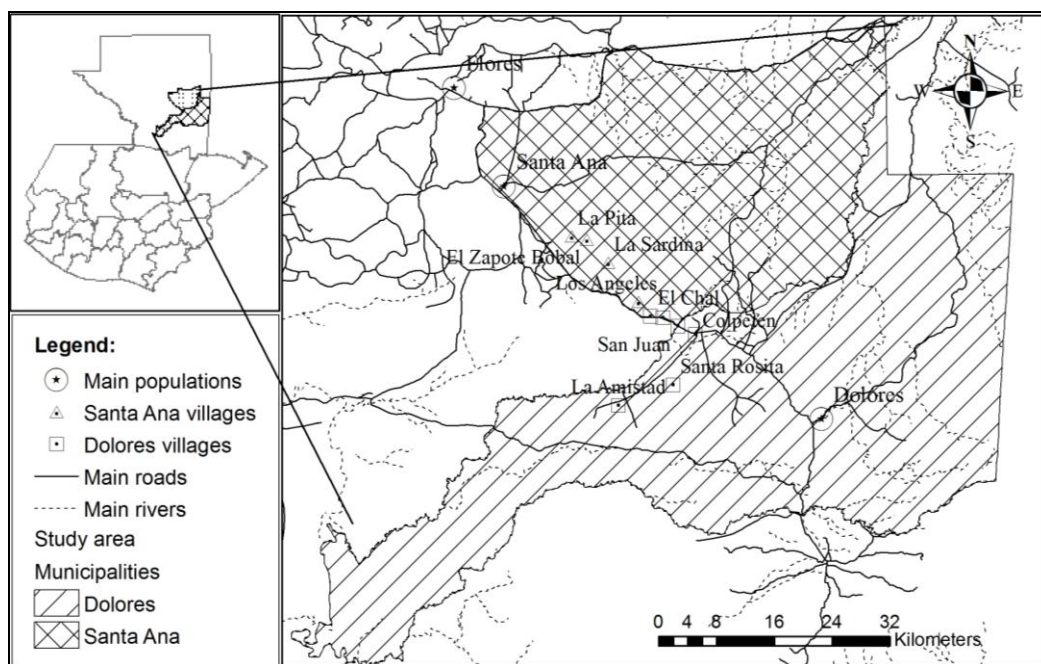 Flores
N
W
E
S
Santa Ana
La Pita
La Sardina
El Zapote Bobal
Los Angeles
El Chal
Colpeten
San Juan
Santa Rosita
La Amistad
Dolores
Legend:
Main populations
Santa Ana villages
Dolores villages
Main roads
Main rivers
Study area
Municipalities
Dolores
Santa Ana
0 4 8 16 24 32
Kilometers